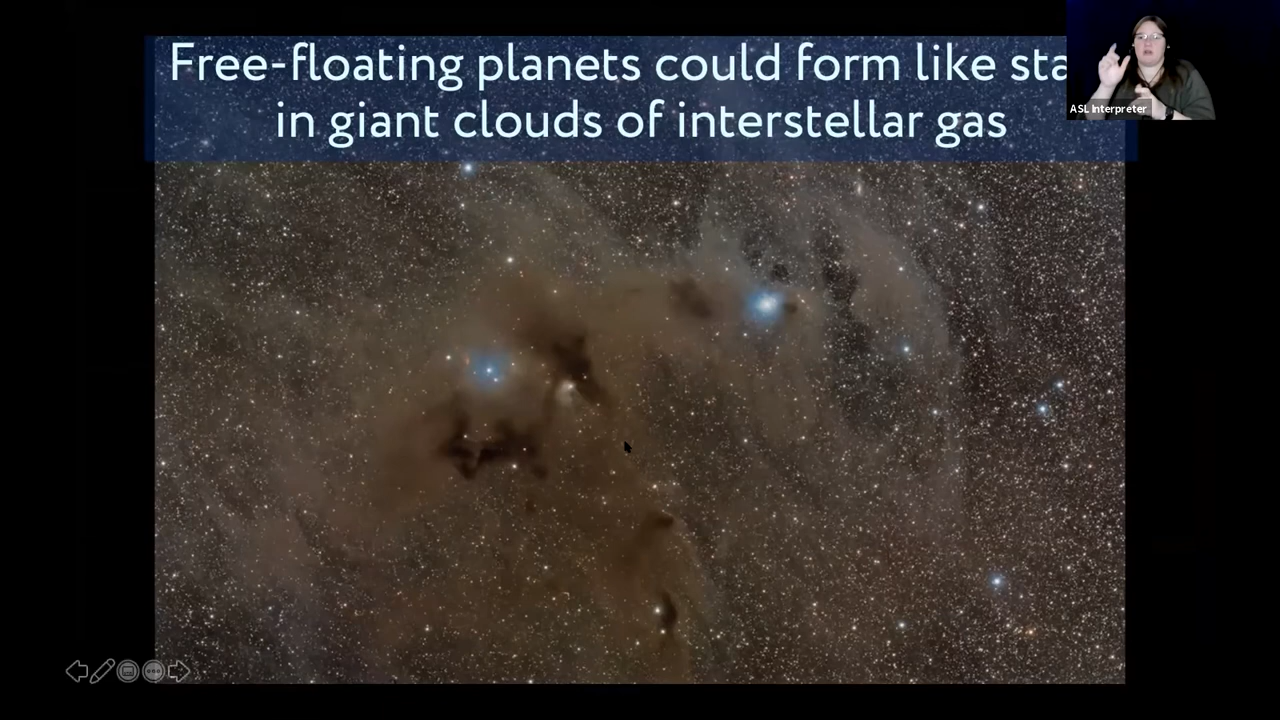 Free-floating planets could form like sta
in giant clouds of interstellar gas
ASL Interpreter